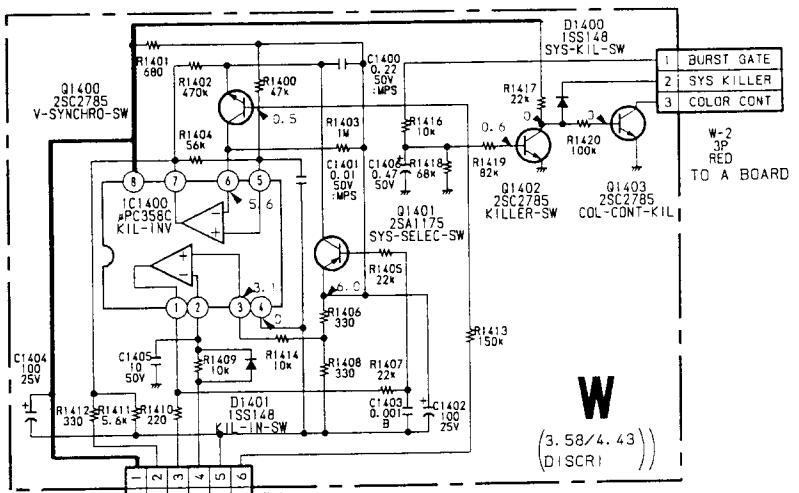 D1400
1SS148
SYS-KIL-SW
R1401
680
R1402
470k
R1400
47k
C1400
0.22
50V
:MPS
R1417
22k
1 BURST GATE
2 SYS KILLER
3 COLOR CONT
W-2
3P
RED
TO A BOARD
Q1400
2SC2785
V-SYNCHRO-SW
0.5
R1403
1M
R1404
56k
C1401
0.01
50V
:MPS
R1416
10k
C1406
0.47
50V
R1418
68k
0.6
R1419
82k
0
R1420
100k
0
Q1402
2SC2785
KILLER-SW
Q1403
2SC2785
COL-CONT-KIL
8
7
6
5
IC1400
μPC358C
KIL-INV
5.6
Q1401
2SA1175
SYS-SELEC-SW
R1405
22k
1
2
3
4
3.1
0
6.0
R1406
330
R1413
150k
C1404
100
25V
C1405
10
50V
R1409
10k
R1414
10k
R1408
330
R1407
22k
C1403
0.001
B
C1402
100
25V
R1412
330
R1411
5.6k
R1410
220
D1401
1SS148
KIL-IN-SW
W
(3.58/4.43)
(DISCRI)
1
2
3
4
5
6